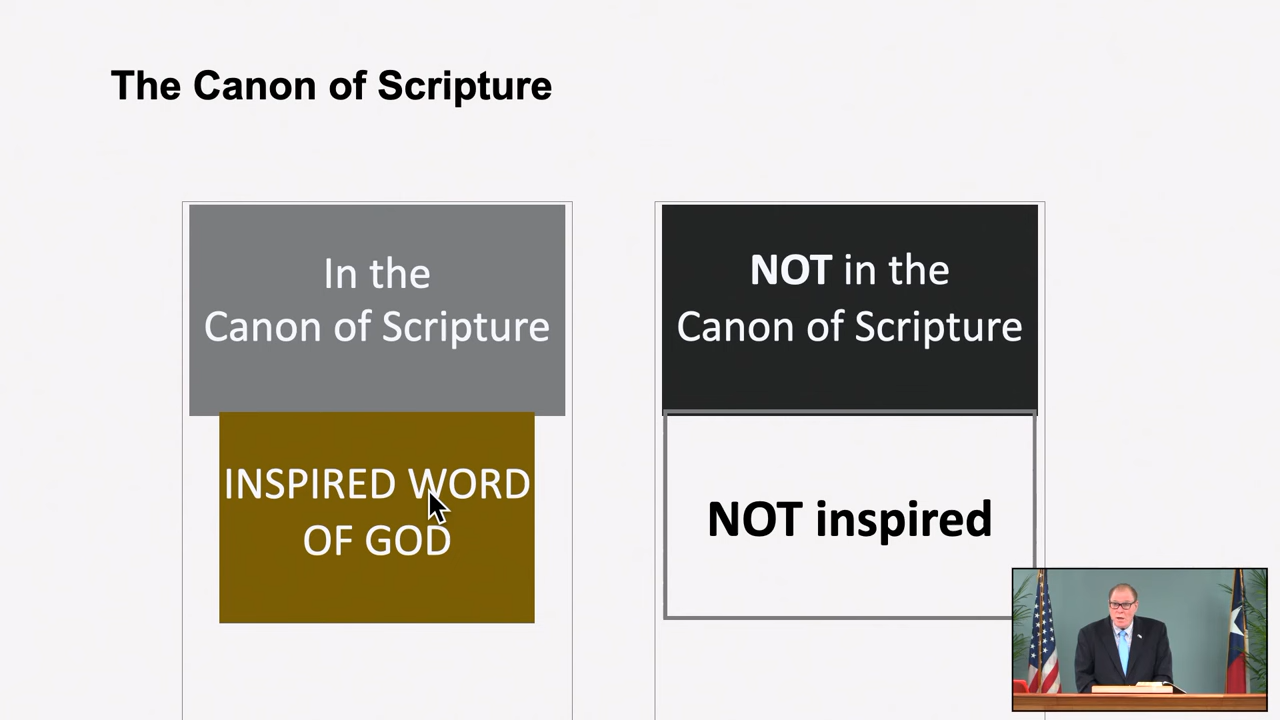 The Canon of Scripture
In the
Canon of Scripture
INSPIRED WORD
OF GOD
NOT in the
Canon of Scripture
NOT inspired